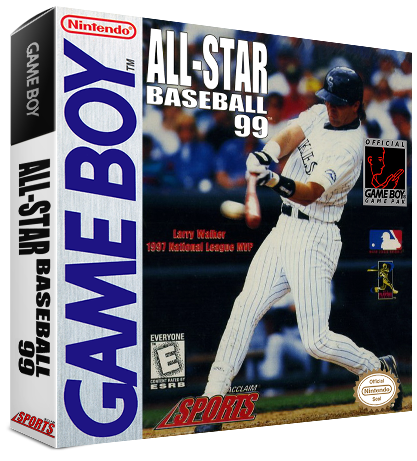 GAME BOY
ALL-STAR BASEBALL 99
Nintendo
GAME BOY
TM
ALL-STAR
BASEBALL
99
OFFICIAL
GAME BOY
GAME PAK
Larry Walker
1997 National League MVP
EVERYONE
E
CONTENT RATED BY
ESRB
ACCLAIM
SPORTS
Official
Nintendo
Seal
SPORTS